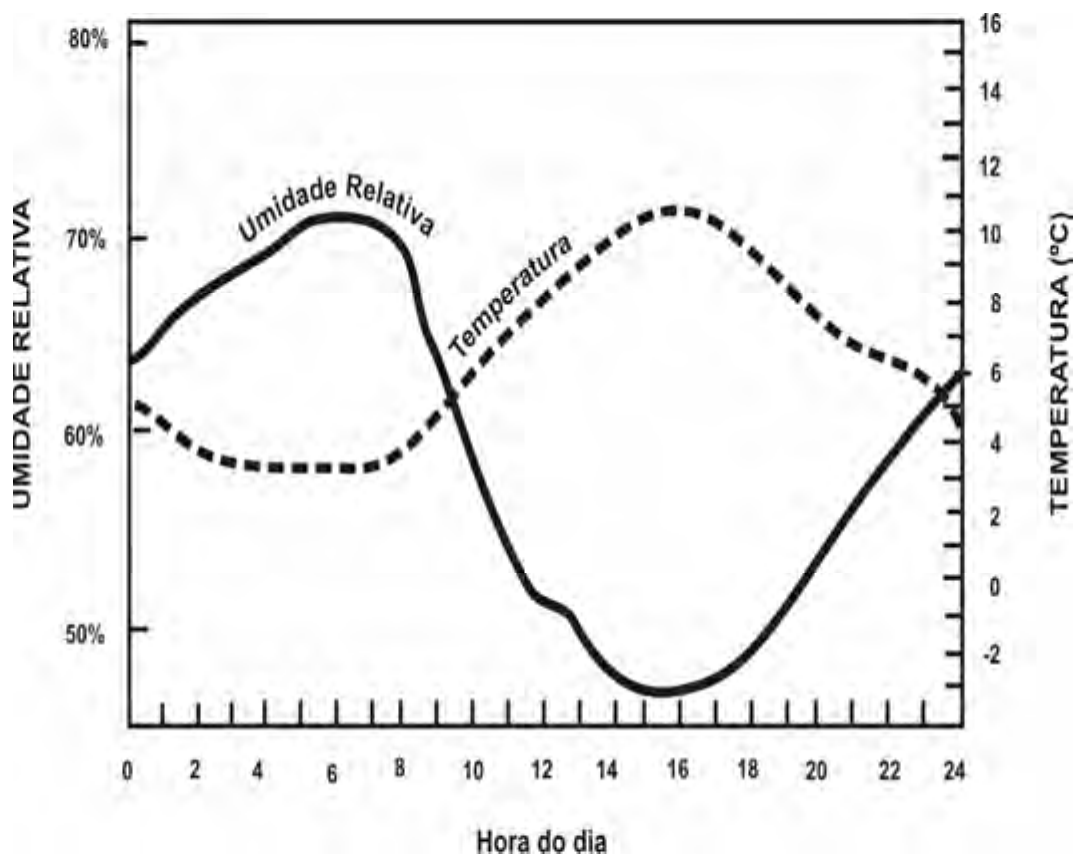 80%
70%
60%
50%
UMIDADE RELATIVA
Umidade Relativa
Temperatura
16
14
12
10
8
6
4
2
0
-2
TEMPERATURA (ºC)
0 2 4 6 8 10 12 14 16 18 20 22 24
Hora do dia